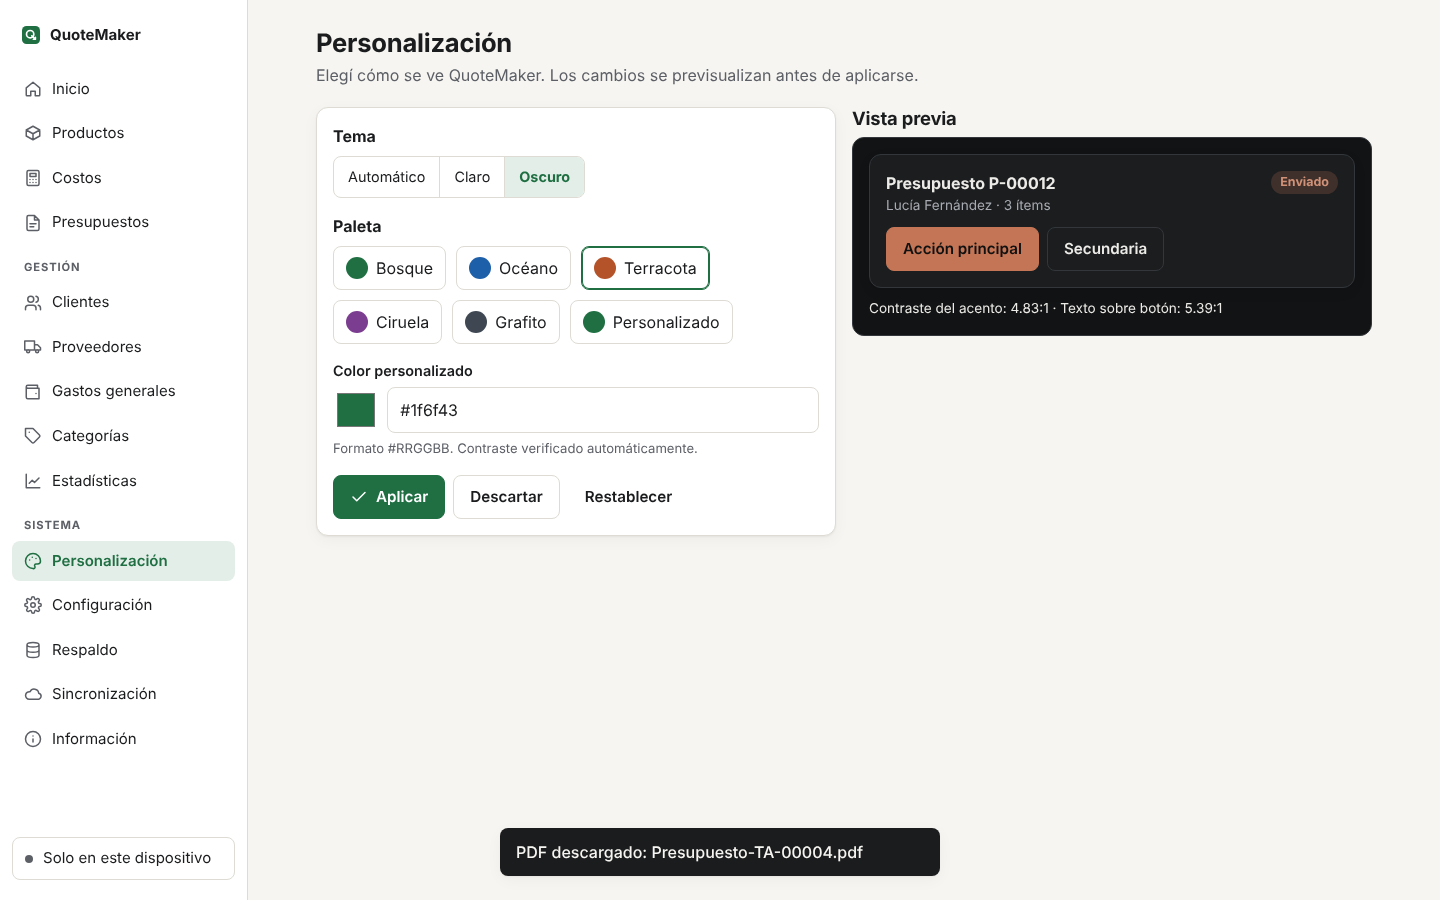 QuoteMaker
Inicio
Productos
Costos
Presupuestos
GESTIÓN
Clientes
Proveedores
Gastos generales
Categorías
Estadísticas
SISTEMA
Personalización
Configuración
Respaldo
Sincronización
Información
Solo en este dispositivo
Personalización
Elegí cómo se ve QuoteMaker. Los cambios se previsualizan antes de aplicarse.
Tema
Automático Claro Oscuro
Paleta
Bosque Océano Terracota
Ciruela Grafito Personalizado
Color personalizado
#1f6f43
Formato #RRGGBB. Contraste verificado automáticamente.
Aplicar Descartar Restablecer
Vista previa
Presupuesto P-00012 Enviado
Lucía Fernández · 3 ítems
Acción principal Secundaria
Contraste del acento: 4.83:1 · Texto sobre botón: 5.39:1
PDF descargado: Presupuesto-TA-00004.pdf